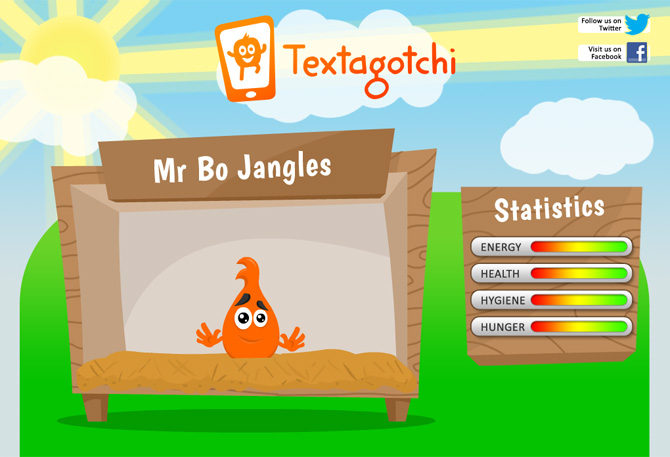 Textagotchi
Follow us on
Twitter
Visit us on
Facebook
f
Mr Bo Jangles
Statistics
ENERGY
HEALTH
HYGIENE
HUNGER